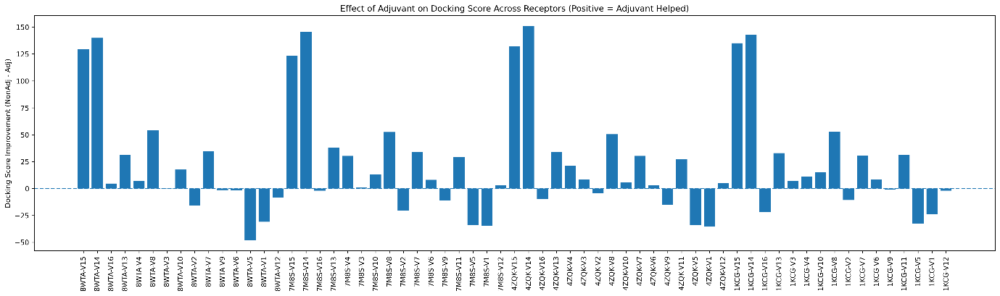 Effect of Adjuvant on Docking Score Across Receptors (Positive = Adjuvant Helped)
Docking Score Improvement (NonAdj - Adj)
150
125
100
75
50
25
0
−25
−50
8WTA-V15
8WTA-V14
8WTA-V16
8WTA-V13
8WTA-V4
8WTA-V8
8WTA-V3
8WTA-V10
8WTA-V2
8WTA-V7
8WTA-V9
8WTA-V6
8WTA-V5
8WTA-V1
8WTA-V12
7M8S-V15
7M8S-V14
7M8S-V16
7M8S-V13
7M8S-V4
7M8S-V3
7M8S-V10
7M8S-V8
7M8S-V2
7M8S-V7
7M8S-V6
7M8S-V9
7M8S-V11
7M8S-V5
7M8S-V1
7M8S-V12
4ZQK-V15
4ZQK-V14
4ZQK-V16
4ZQK-V13
4ZQK-V4
4ZQK-V3
4ZQK-V2
4ZQK-V8
4ZQK-V10
4ZQK-V7
4ZQK-V6
4ZQK-V9
4ZQK-V11
4ZQK-V5
4ZQK-V1
4ZQK-V12
1KCG-V15
1KCG-V14
1KCG-V16
1KCG-V13
1KCG-V3
1KCG-V4
1KCG-V10
1KCG-V8
1KCG-V2
1KCG-V7
1KCG-V6
1KCG-V9
1KCG-V11
1KCG-V5
1KCG-V1
1KCG-V12